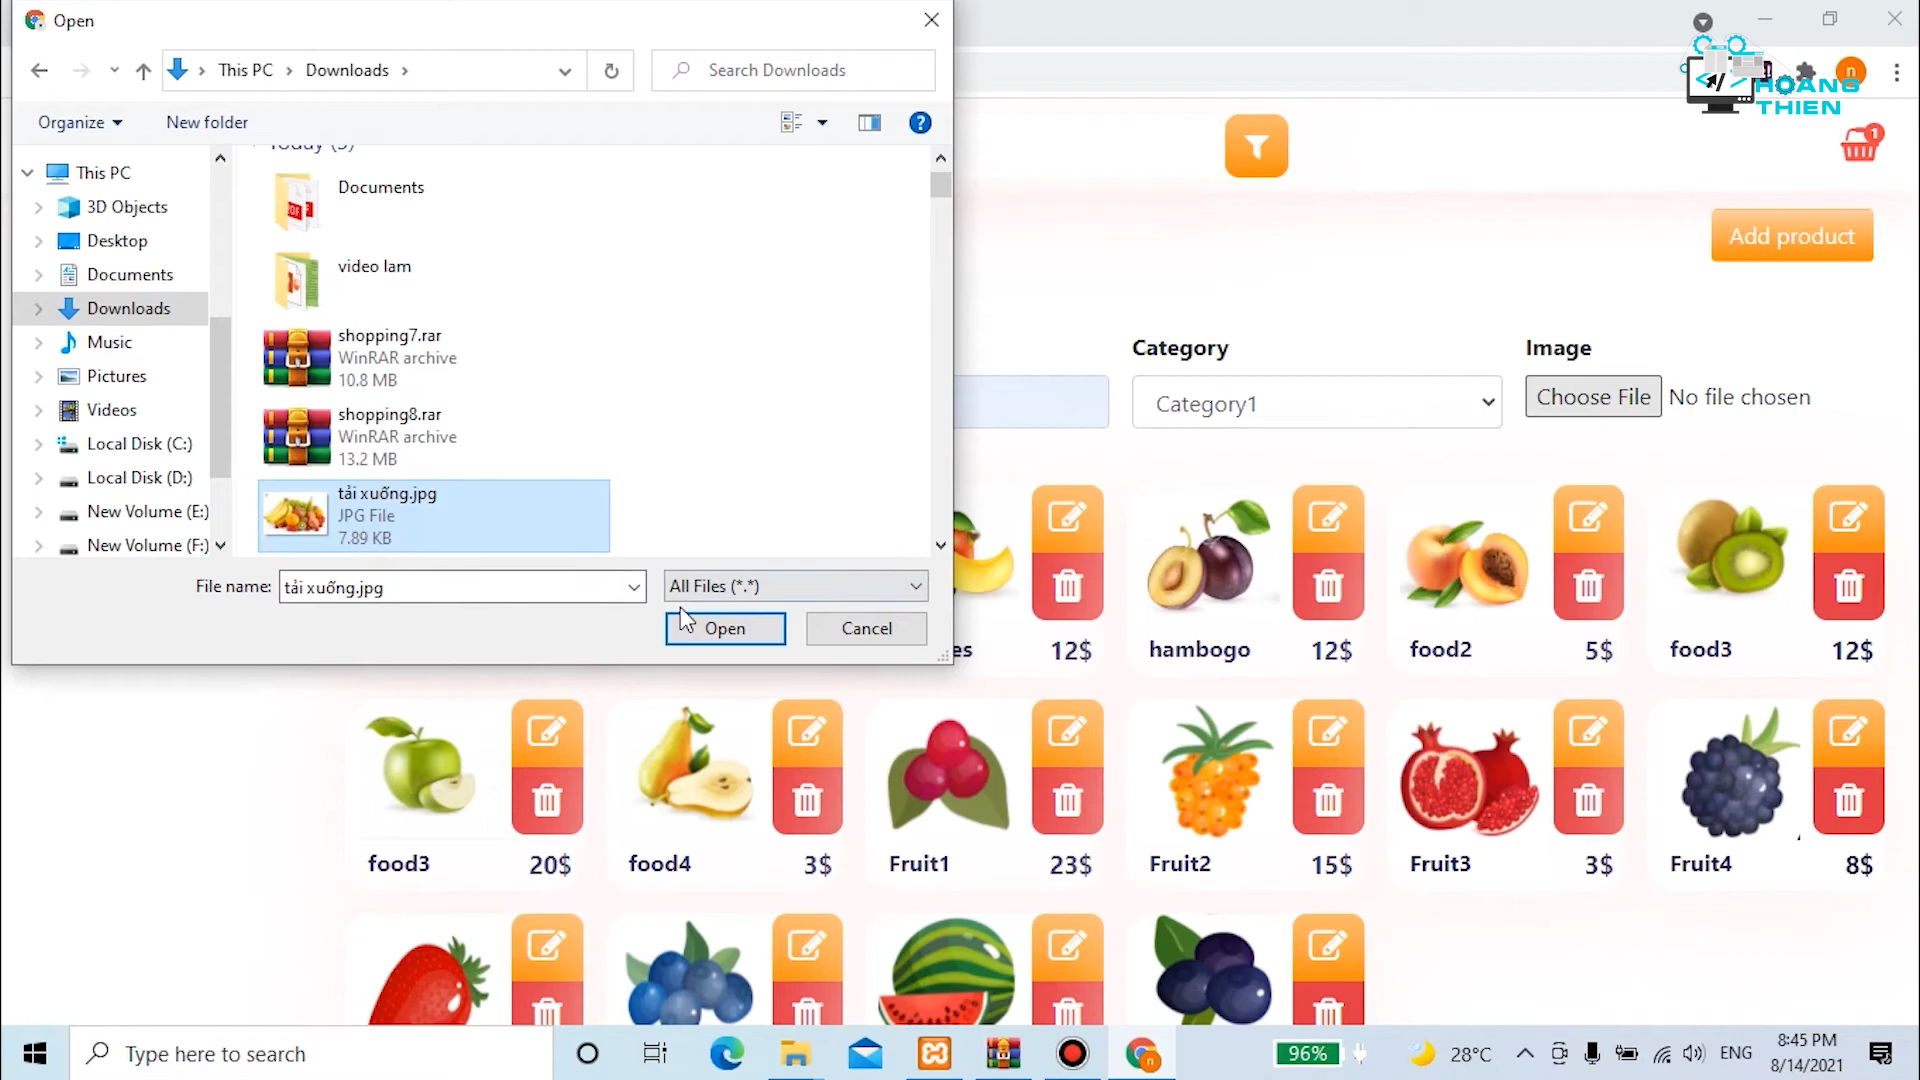 Open
This PC
Downloads
Search Downloads
Organize
New folder
HOANG
THIEN
n
1
Today (5)
This PC
3D Objects
Desktop
Documents
Downloads
Music
Pictures
Videos
Local Disk (C:)
Local Disk (D:)
New Volume (E:)
New Volume (F:)
Documents
video lam
shopping7.rar
WinRAR archive
10.8 MB
shopping8.rar
WinRAR archive
13.2 MB
tải xuống.jpg
JPG File
7.89 KB
File name:
tải xuống.jpg
All Files (*.*)
Open
Cancel
Add product
Category
Image
Category1
Choose File
No file chosen
es
12$
hambogo
12$
food2
5$
food3
12$
food3
20$
food4
3$
Fruit1
23$
Fruit2
15$
Fruit3
3$
Fruit4
8$
Type here to search
96%
28°C
ENG
8:45 PM
8/14/2021